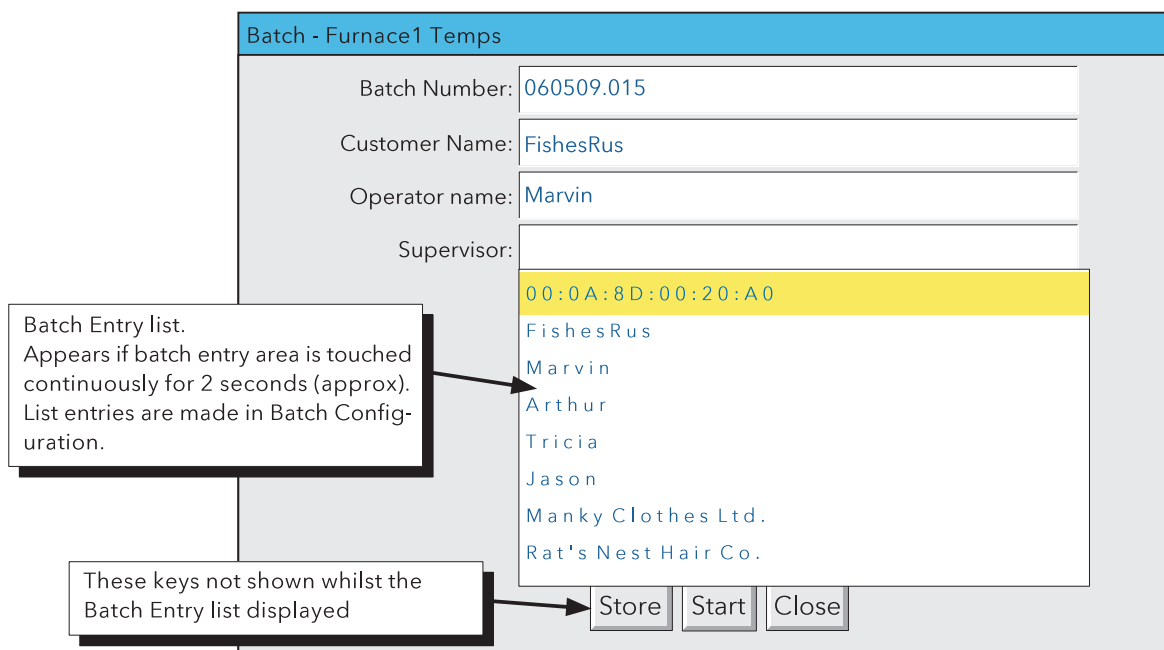 Batch - Furnace1 Temps
Batch Number: 060509.015
Customer Name: FishesRus
Operator name: Marvin
Supervisor:
00:0A:8D:00:20:A0
FishesRus
Marvin
Arthur
Tricia
Jason
Manky Clothes Ltd.
Rat's Nest Hair Co.
Batch Entry list.
Appears if batch entry area is touched
continuously for 2 seconds (approx).
List entries are made in Batch Config-
uration.
These keys not shown whilst the
Batch Entry list displayed
Store Start Close